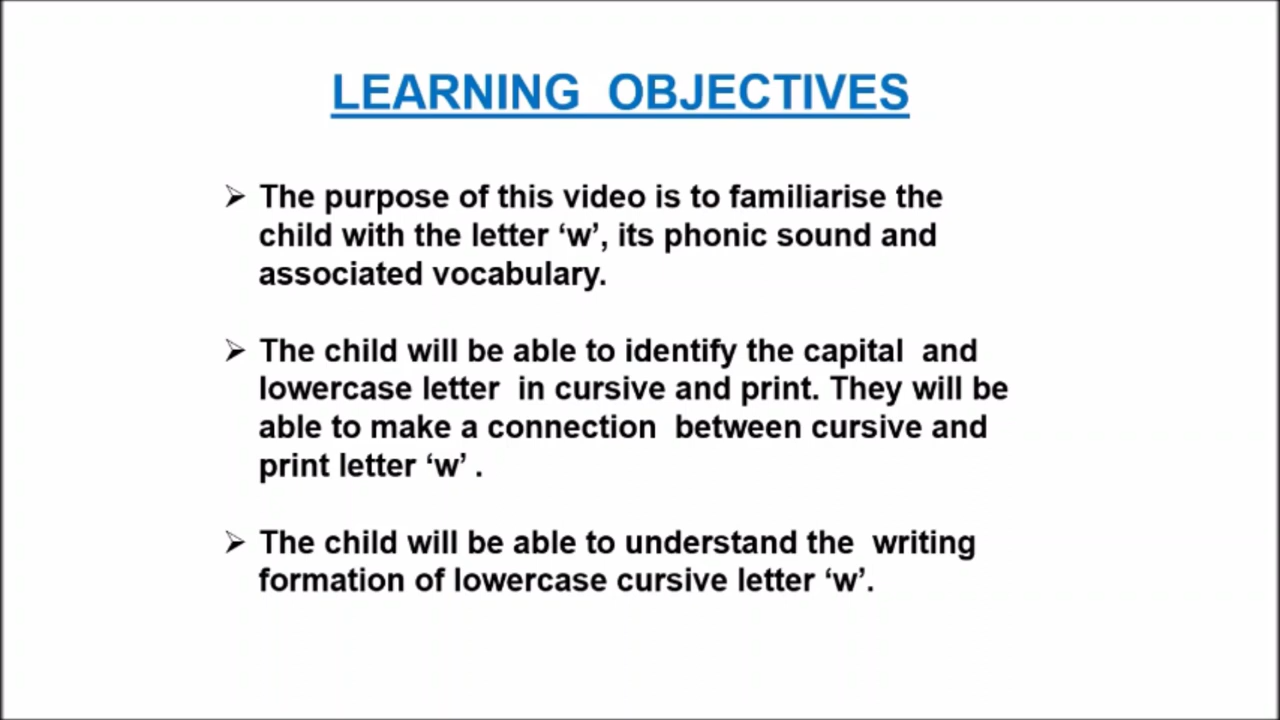 LEARNING OBJECTIVES
➢ The purpose of this video is to familiarise the
child with the letter ‘w’, its phonic sound and
associated vocabulary.
➢ The child will be able to identify the capital and
lowercase letter in cursive and print. They will be
able to make a connection between cursive and
print letter ‘w’ .
➢ The child will be able to understand the writing
formation of lowercase cursive letter ‘w’.